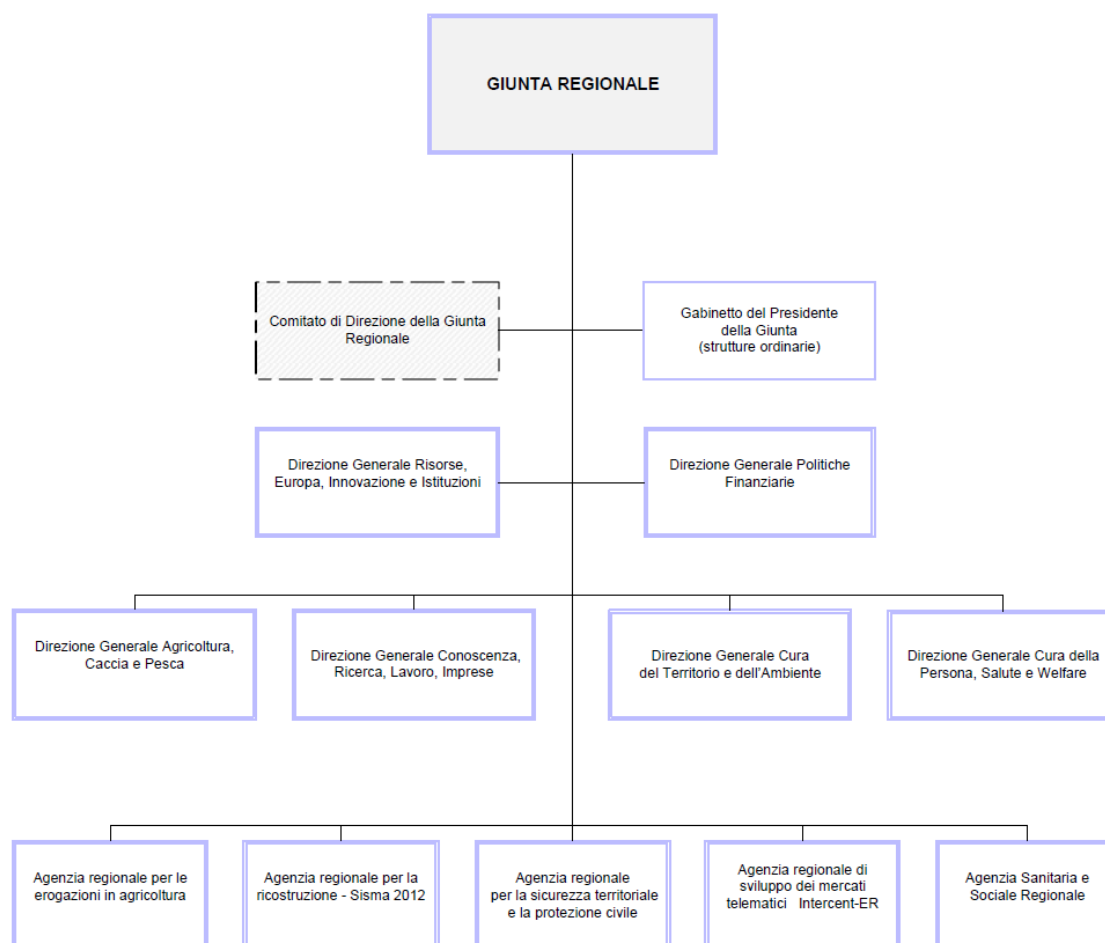 GIUNTA REGIONALE
Comitato di Direzione della Giunta
Regionale
Gabinetto del Presidente
della Giunta
(strutture ordinarie)
Direzione Generale Risorse,
Europa, Innovazione e Istituzioni
Direzione Generale Politiche
Finanziarie
Direzione Generale Agricoltura,
Caccia e Pesca
Direzione Generale Conoscenza,
Ricerca, Lavoro, Imprese
Direzione Generale Cura
del Territorio e dell'Ambiente
Direzione Generale Cura della
Persona, Salute e Welfare
Agenzia regionale per le
erogazioni in agricoltura
Agenzia regionale per la
ricostruzione - Sisma 2012
Agenzia regionale
per la sicurezza territoriale
e la protezione civile
Agenzia regionale di
sviluppo dei mercati
telematici Intercent-ER
Agenzia Sanitaria e
Sociale Regionale